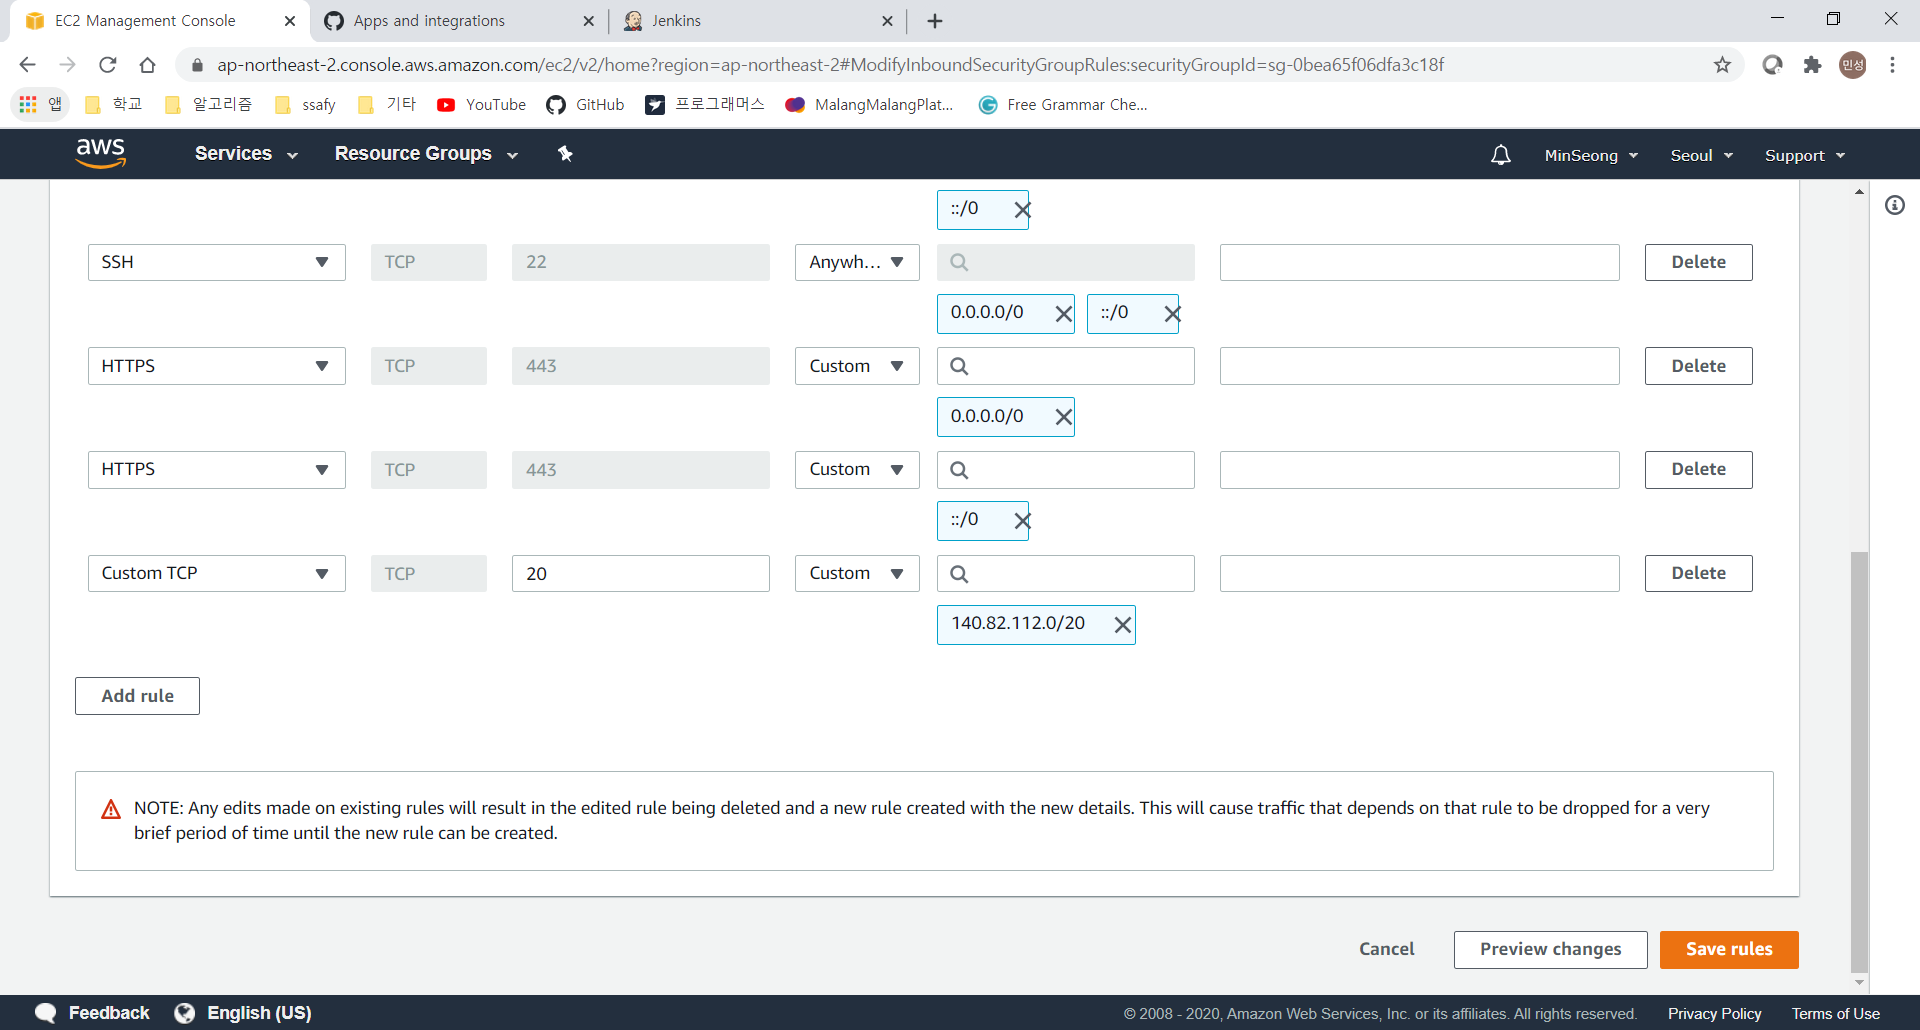 EC2 Management Console
Apps and integrations
Jenkins
ap-northeast-2.console.aws.amazon.com/ec2/v2/home?region=ap-northeast-2#ModifyInboundSecurityGroupRules:securityGroupId=sg-0bea65f06dfa3c18f
민성
앱 학교 알고리즘 ssafy 기타 YouTube GitHub 프로그래머스 MalangMalangPlat... Free Grammar Che...
aws Services Resource Groups MinSeong Seoul Support
::/0
SSH TCP 22 Anywh... Delete
0.0.0.0/0 ::/0
HTTPS TCP 443 Custom Delete
0.0.0.0/0
HTTPS TCP 443 Custom Delete
::/0
Custom TCP TCP 20 Custom Delete
140.82.112.0/20
Add rule
NOTE: Any edits made on existing rules will result in the edited rule being deleted and a new rule created with the new details. This will cause traffic that depends on that rule to be dropped for a very
brief period of time until the new rule can be created.
Cancel Preview changes Save rules
Feedback English (US) © 2008 - 2020, Amazon Web Services, Inc. or its affiliates. All rights reserved. Privacy Policy Terms of Use